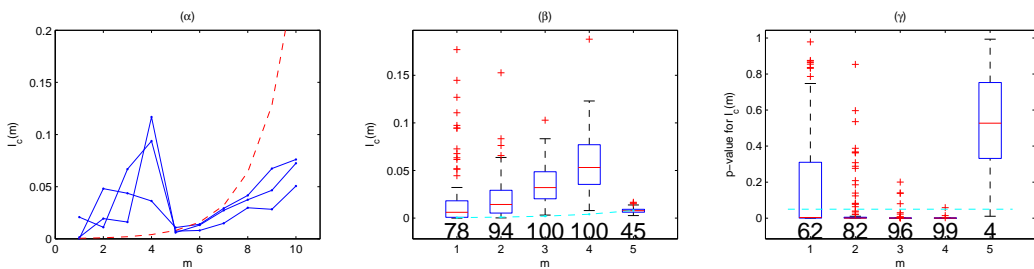 (α)
0.2
0.15
0.1
0.05
0
I_c(m)
0 2 4 6 8 10
m
(β)
0.15
0.1
0.05
0
I_c(m)
78 94 100 100 45
1 2 3 4 5
m
(γ)
1
0.8
0.6
0.4
0.2
0
p-value for I_c(m)
62 82 96 99 4
1 2 3 4 5
m